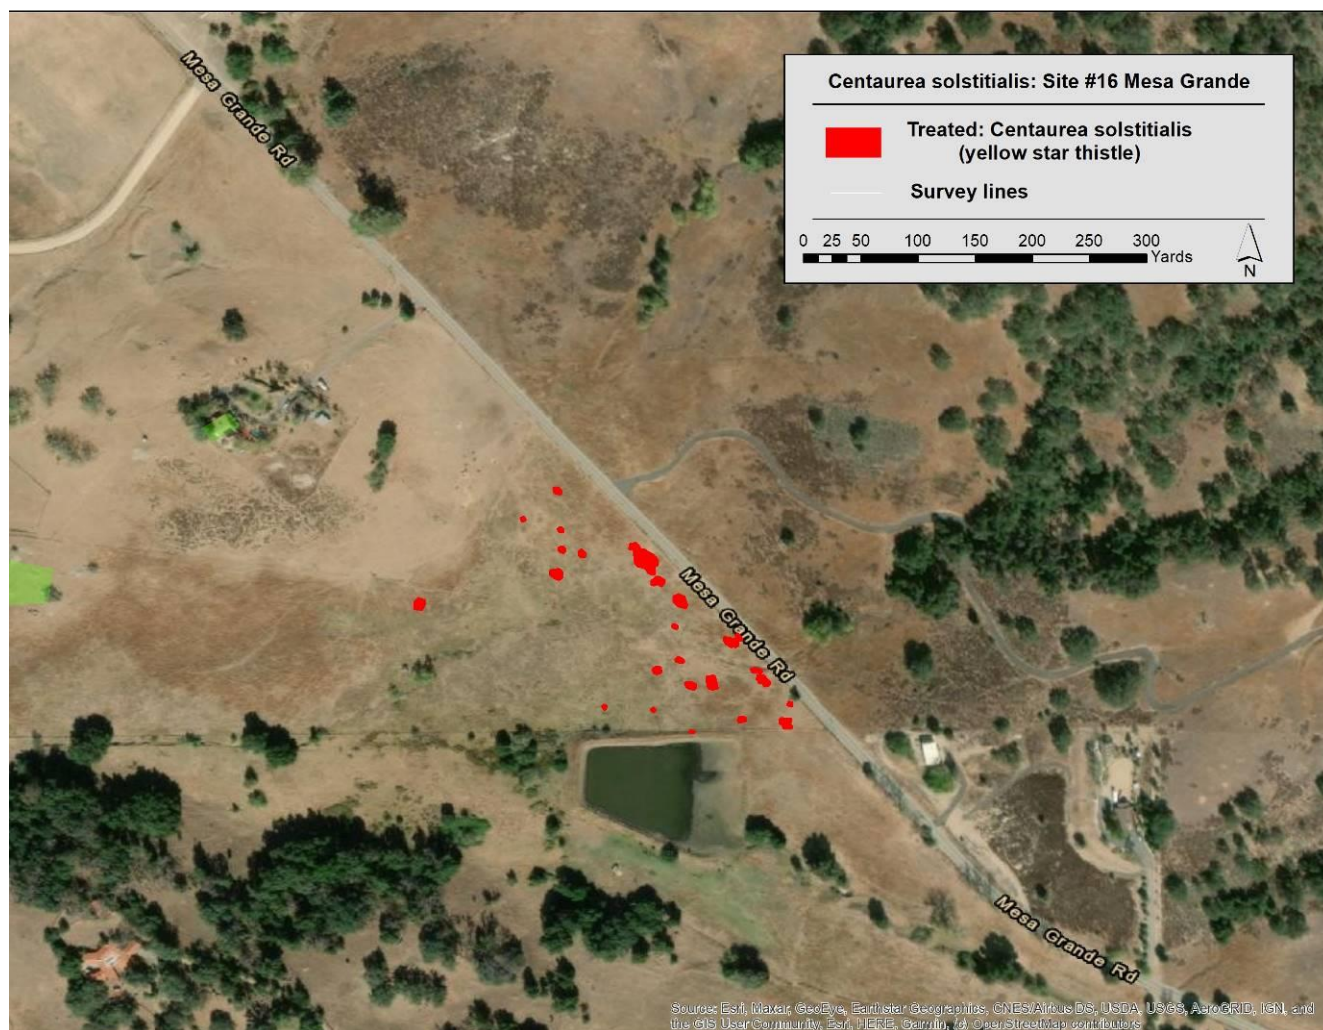 Mesa Grande Rd
Centaurea solstitialis: Site #16 Mesa Grande
Treated: Centaurea solstitialis
(yellow star thistle)
Survey lines
0 25 50 100 150 200 250 300
Yards
N
Mesa Grande Rd
Mesa Grande Rd
Source: Esri, Maxar, GeoEye, Earthstar Geographics, CNES/Airbus DS, USDA, USGS, AeroGRID, IGN, and
the GIS User Community, Esri, HERE, Garmin, (c) OpenStreetMap contributors